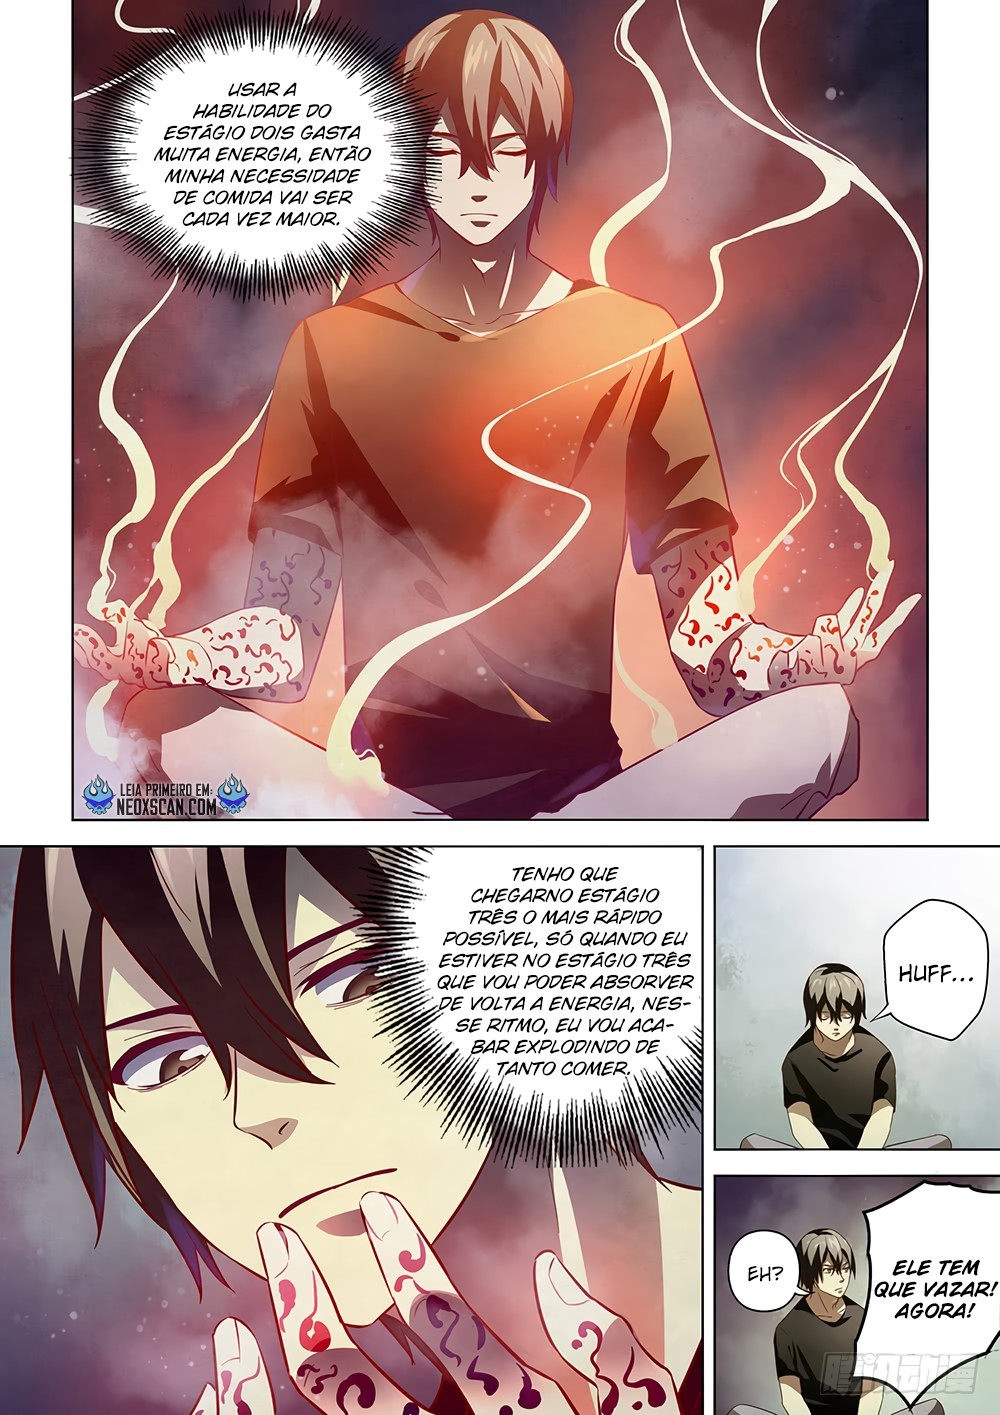 USAR A
HABILIDADE DO
ESTÁGIO DOIS GASTA
MUITA ENERGIA, ENTÃO
MINHA NECESSIDADE
DE COMIDA VAI SER
CADA VEZ MAIOR.
LEIA PRIMEIRO EM:
NEOXSCAN.COM
TENHO QUE
CHEGARNO ESTÁGIO
TRÊS O MAIS RÁPIDO
POSSÍVEL, SÓ QUANDO EU
ESTIVER NO ESTÁGIO TRÊS
QUE VOU PODER ABSORVER
DE VOLTA A ENERGIA, NES-
SE RITMO, EU VOU ACA-
BAR EXPLODINDO DE
TANTO COMER.
HUFF...
EH?
ELE TEM
QUE VAZAR!
AGORA!